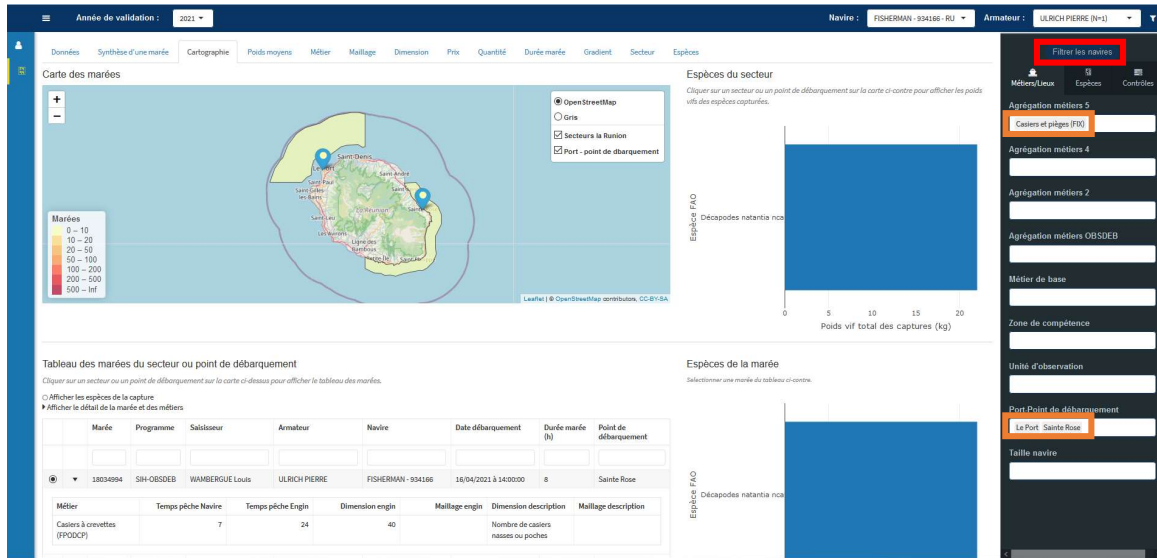 Année de validation : 2021
Navire : FISHERMAN - 934166 - RU
Armateur : ULRICH PIERRE (N=1)
Données Synthèse d'une marée Cartographie Poids moyens Métier Maillage Dimension Prix Quantité Durée marée Gradient Secteur Espèces
Carte des marées
+
−
OpenStreetMap
Gris
Secteurs la Runion
Port - point de dbarquement
Saint-Denis
Saint-André
Saint-Paul
Saint-Gilles-les-Bains
La Réunion
Saint-Leu
Les Avirons
Ligne des Bambous
Marées
0 – 10
10 – 20
20 – 50
50 – 100
100 – 200
200 – 500
500 – Inf
Leaflet | © OpenStreetMap contributors, CC-BY-SA
Espèces du secteur
Cliquer sur un secteur ou un point de débarquement sur la carte ci-contre pour afficher les poids
vifs des espèces capturées.
Espèce FAO
Décapodes natantia nca
0 5 10 15 20
Poids vif total des captures (kg)
Tableau des marées du secteur ou point de débarquement
Cliquer sur un secteur ou un point de débarquement sur la carte ci-dessus pour afficher le tableau des marées.
Afficher les espèces de la capture
Afficher le détail de la marée et des métiers
Marée Programme Saisisseur Armateur Navire Date débarquement Durée marée (h) Point de débarquement
18034994 SIH-OBSDEB WAMBERGUE Louis ULRICH PIERRE FISHERMAN - 934166 16/04/2021 à 14:00:00 8 Sainte Rose
Métier Temps pêche Navire Temps pêche Engin Dimension engin Maillage engin Dimension description Maillage description
Casiers à crevettes (FPODCP) 7 24 40 Nombre de casiers nasses ou poches
Espèces de la marée
Selectionner une marée du tableau ci-contre.
Espèce FAO
Décapodes natantia nca
Filtrer les navires
Métiers/Lieux Espèces Contrôles
Agrégation métiers 5
Casiers et pièges (FIX)
Agrégation métiers 4
Agrégation métiers 2
Agrégation métiers OBSDEB
Métier de base
Zone de compétence
Unité d'observation
Port-Point de débarquement
Le Port Sainte Rose
Taille navire